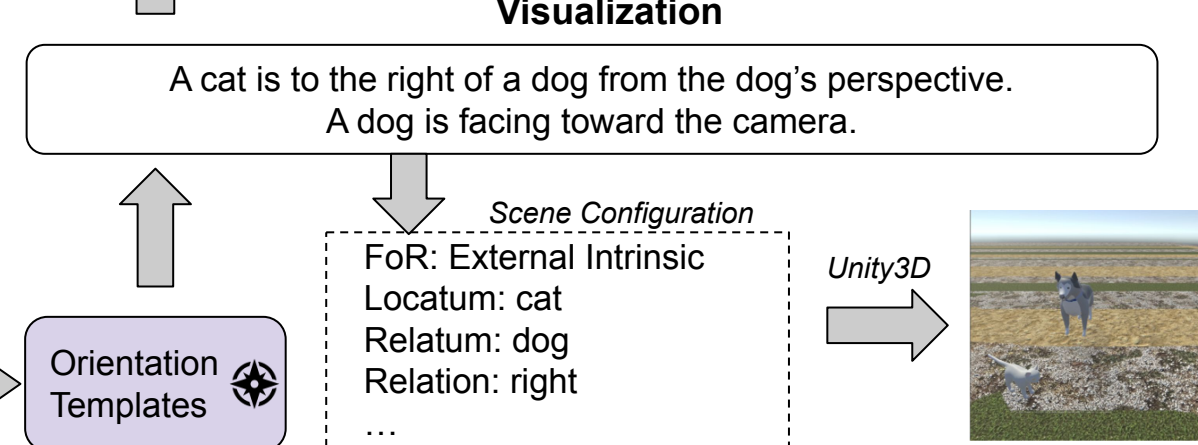 Visualization
A cat is to the right of a dog from the dog’s perspective.
A dog is facing toward the camera.
Scene Configuration
FoR: External Intrinsic
Locatum: cat
Relatum: dog
Relation: right
…
Unity3D
Orientation
Templates